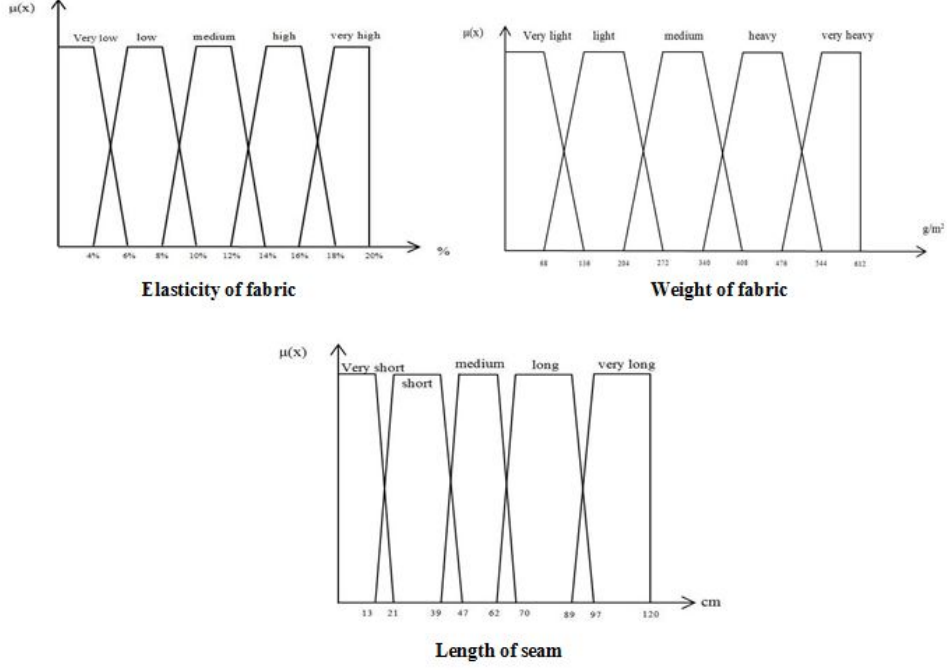 μ(x)
Very low low medium high very high
4% 6% 8% 10% 12% 14% 16% 18% 20% %
Elasticity of fabric
μ(x)
Very light light medium heavy very heavy
g/m²
68 136 204 272 340 408 476 544 612
Weight of fabric
μ(x)
Very short short medium long very long
13 21 39 47 62 70 89 97 120 cm
Length of seam